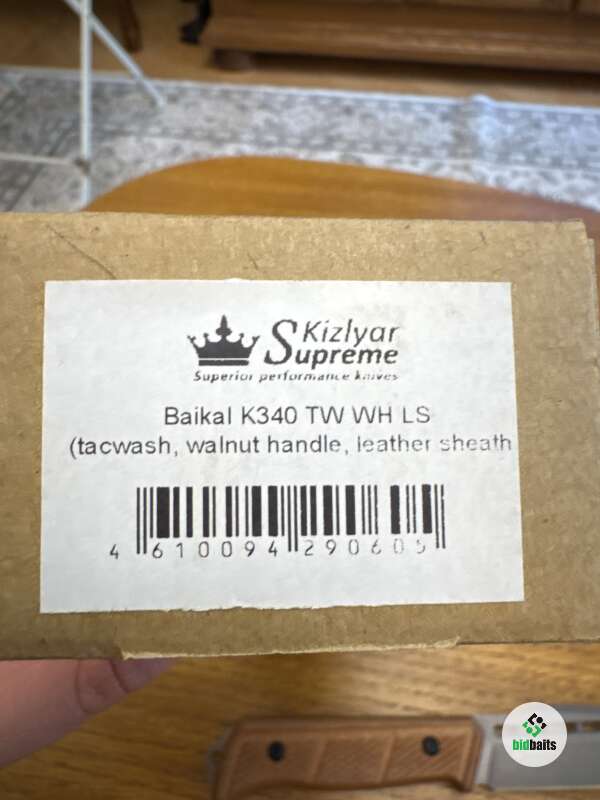 Kizlyar
Supreme
Superior performance knives
Baikal K340 TW WH LS
(tacwash, walnut handle, leather sheath
4 610094 290605
bidbaits